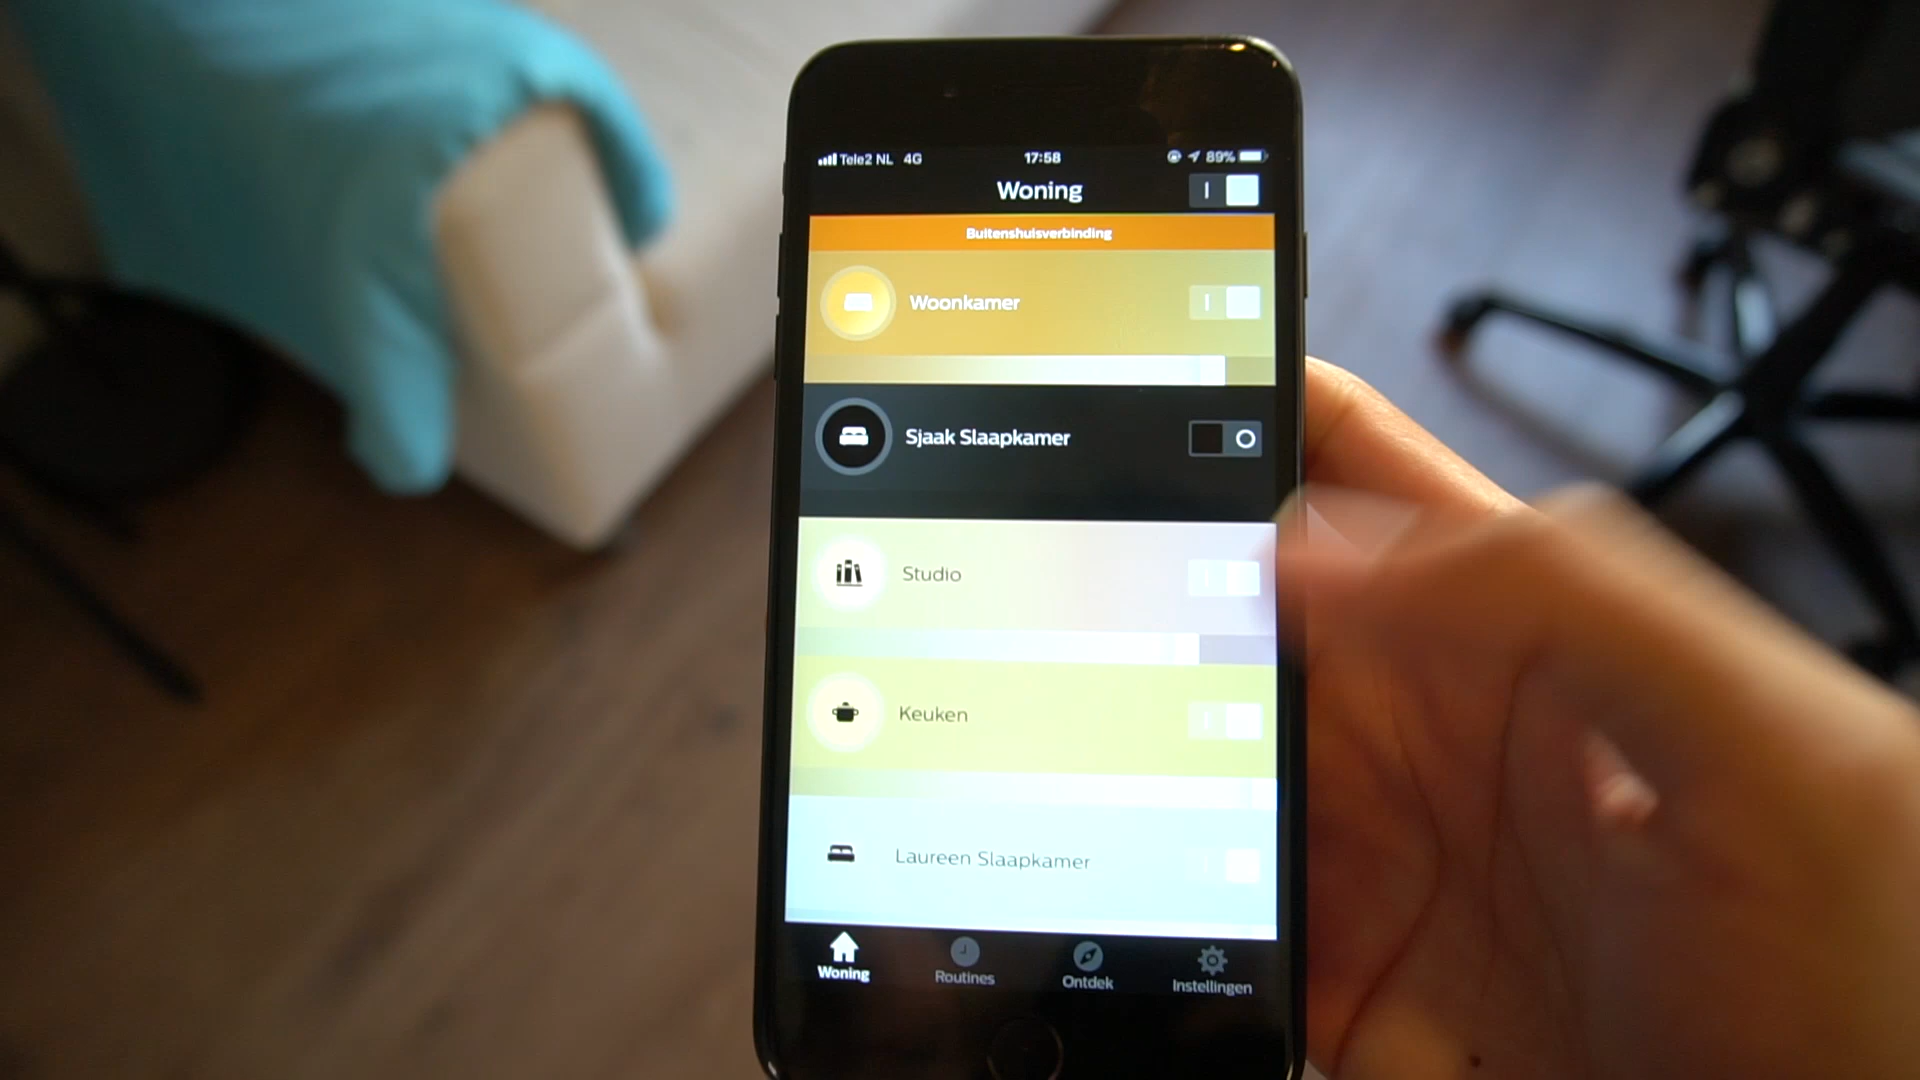 Tele2 NL 4G 17:58 89%
Woning
Buitenshuisverbinding
Woonkamer
Sjaak Slaapkamer
Studio
Keuken
Laureen Slaapkamer
Woning Routines Ontdek Instellingen